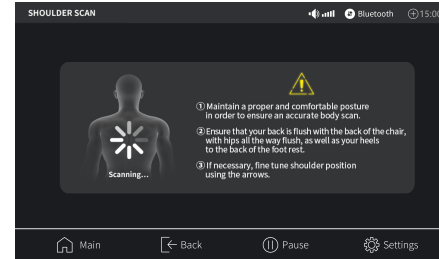 SHOULDER SCAN
Bluetooth
15:00
① Maintain a proper and comfortable posture
in order to ensure an accurate body scan.
② Ensure that your back is flush with the back of the chair,
with hips all the way flush, as well as your heels
to the back of the foot rest.
③ If necessary, fine tune shoulder position
using the arrows.
Scanning...
Main
Back
Pause
Settings